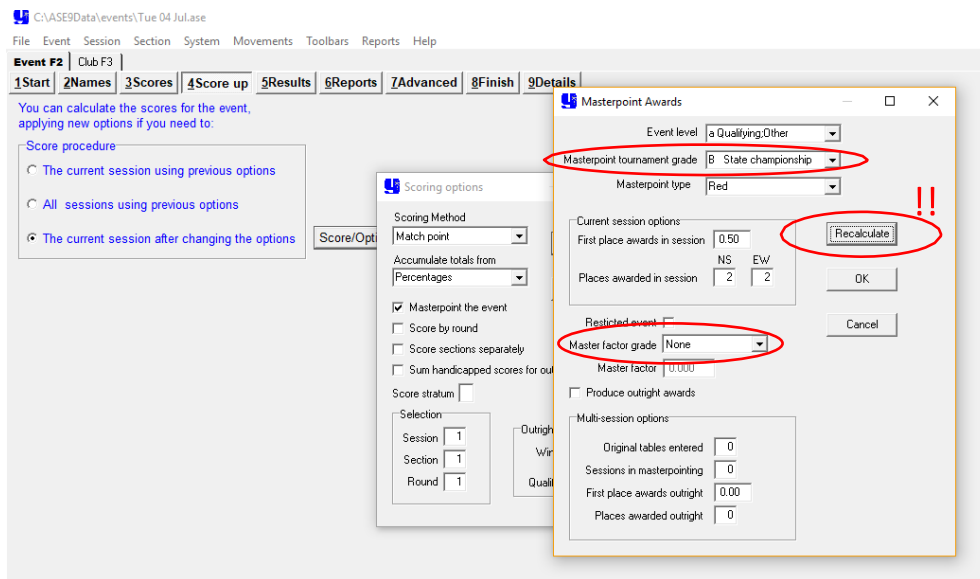 C:\ASE9Data\events\Tue 04 Jul.ase
File Event Session Section System Movements Toolbars Reports Help
Event F2 Club F3
1Start 2Names 3Scores 4Score up 5Results 6Reports 7Advanced 8Finish 9Details
You can calculate the scores for the event,
applying new options if you need to:
Score procedure
The current session using previous options
All sessions using previous options
The current session after changing the options
Score/Opti
Scoring options
Scoring Method
Match point
Accumulate totals from
Percentages
Masterpoint the event
Score by round
Score sections separately
Sum handicapped scores for ou
Score stratum
Selection
Session 1
Section 1
Round 1
Outrigh
Qualif
Masterpoint Awards
Event level a Qualifying;Other
Masterpoint tournament grade B State championship
Masterpoint type Red
!!
Current session options
First place awards in session 0.50
Recalculate
NS EW
Places awarded in session 2 2
OK
Resticted event
Cancel
Master factor grade None
Master factor 0.000
Produce outright awards
Multi-session options
Original tables entered 0
Sessions in masterpointing 0
First place awards outright 0.00
Places awarded outright 0